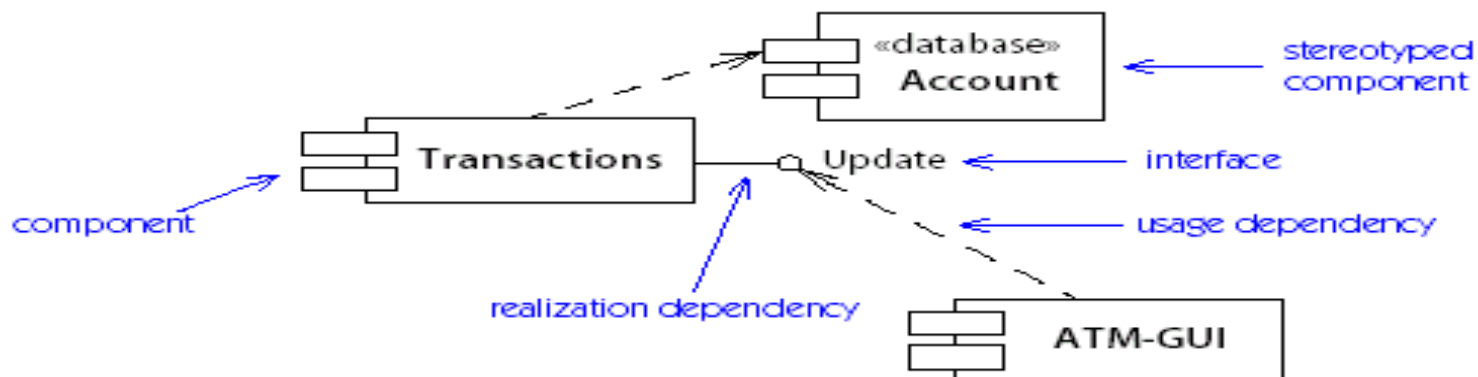 «database»
Account
stereotyped
component
Transactions
Update
interface
component
usage dependency
realization dependency
ATM-GUI